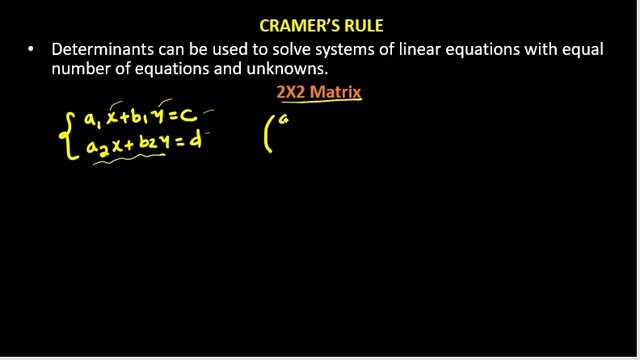 CRAMER'S RULE
• Determinants can be used to solve systems of linear equations with equal
number of equations and unknowns.
2X2 Matrix
{ a₁x+b₁y=c
a₂x+b₂y=d
( a